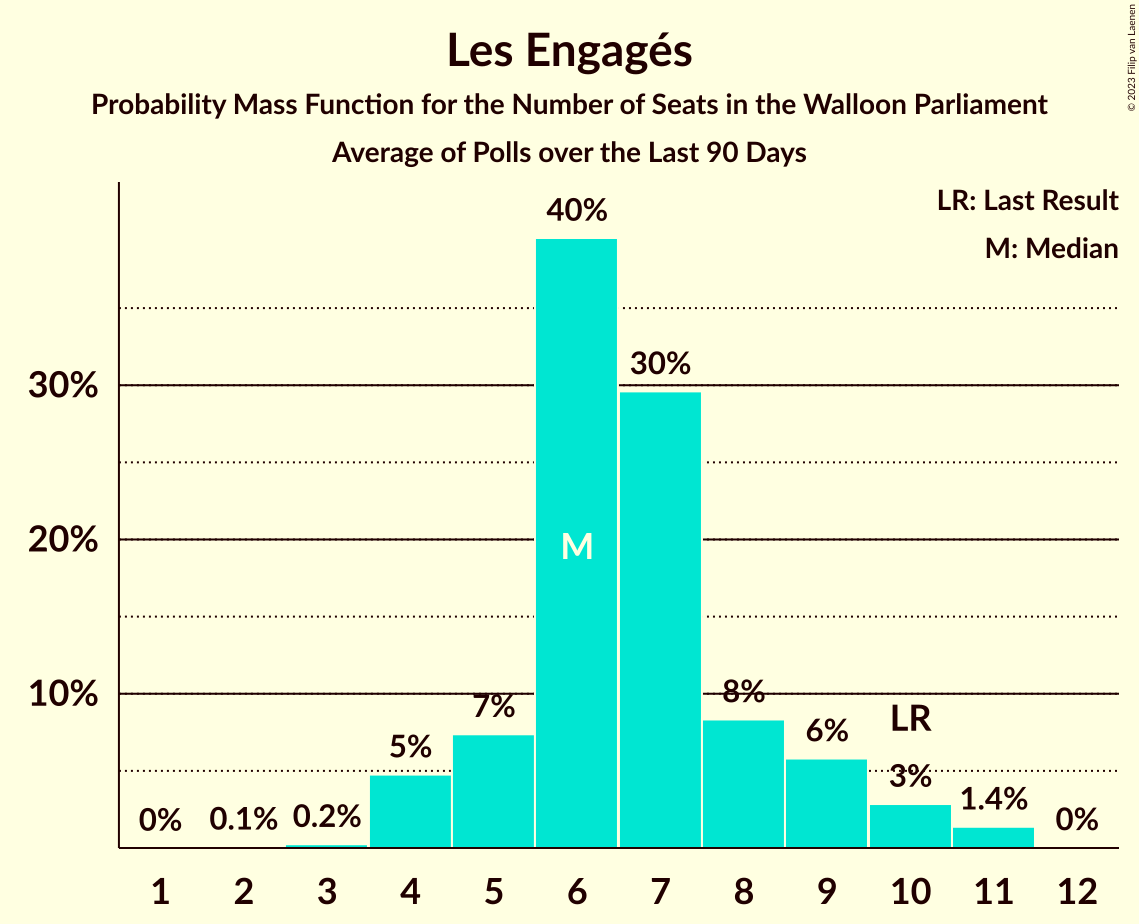 Les Engagés
Probability Mass Function for the Number of Seats in the Walloon Parliament
Average of Polls over the Last 90 Days
© 2023 Filip van Laenen
LR: Last Result
M: Median
40%
30%
30%
20%
M
10%
8%
7%
LR
6%
5%
3%
1.4%
0%
0.1%
0.2%
0%
1 2 3 4 5 6 7 8 9 10 11 12